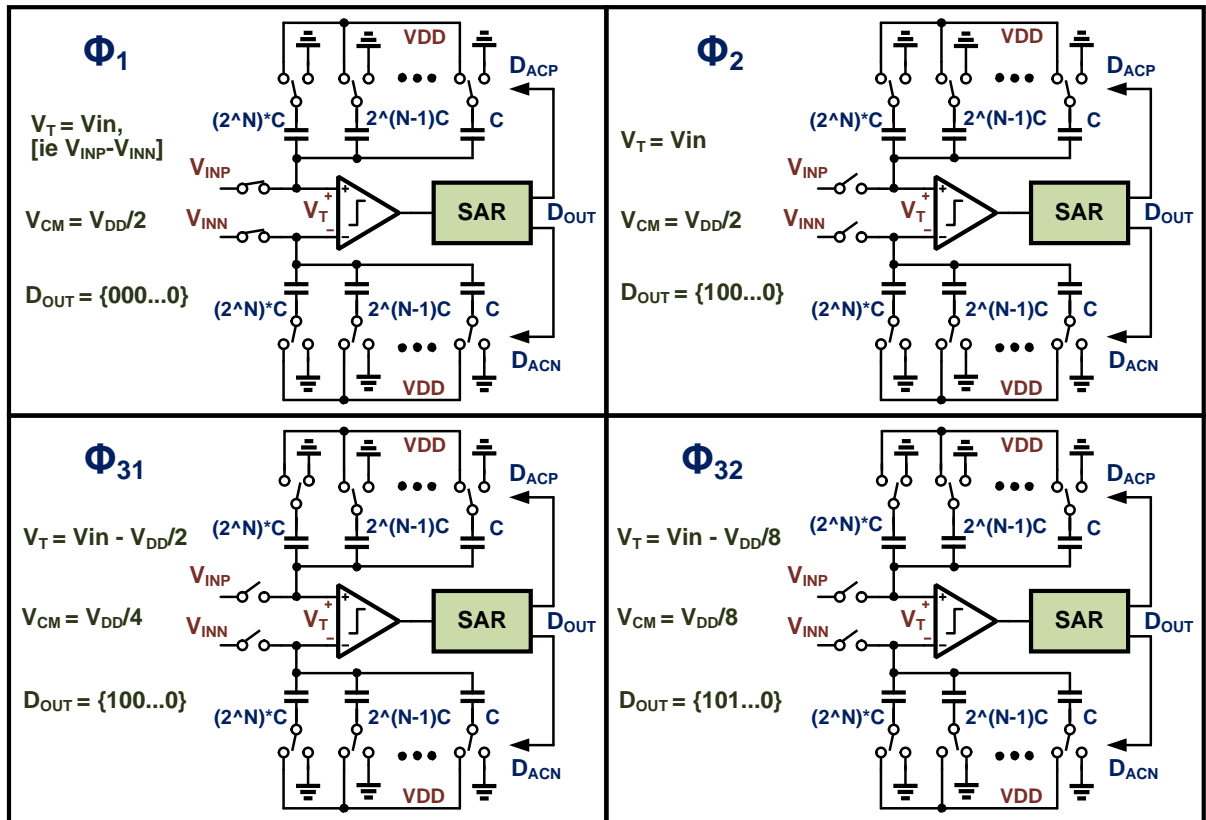 Φ1
VDD
DACP
(2^N)*C
2^(N-1)C
C
VT = Vin,
[ie VINP-VINN]
VINP
VCM = VDD/2
VINN
+
VT
−
+
−
SAR
DOUT
DOUT = {000...0}
(2^N)*C
2^(N-1)C
C
DACN
VDD
Φ2
VDD
DACP
(2^N)*C
2^(N-1)C
C
VT = Vin
VINP
VCM = VDD/2
VINN
+
VT
−
+
−
SAR
DOUT
DOUT = {100...0}
(2^N)*C
2^(N-1)C
C
DACN
VDD
Φ31
VDD
DACP
(2^N)*C
2^(N-1)C
C
VT = Vin - VDD/2
VINP
VCM = VDD/4
VINN
+
VT
−
+
−
SAR
DOUT
DOUT = {100...0}
(2^N)*C
2^(N-1)C
C
DACN
VDD
Φ32
VDD
DACP
(2^N)*C
2^(N-1)C
C
VT = Vin - VDD/8
VINP
VCM = VDD/8
VINN
+
VT
−
+
−
SAR
DOUT
DOUT = {101...0}
(2^N)*C
2^(N-1)C
C
DACN
VDD